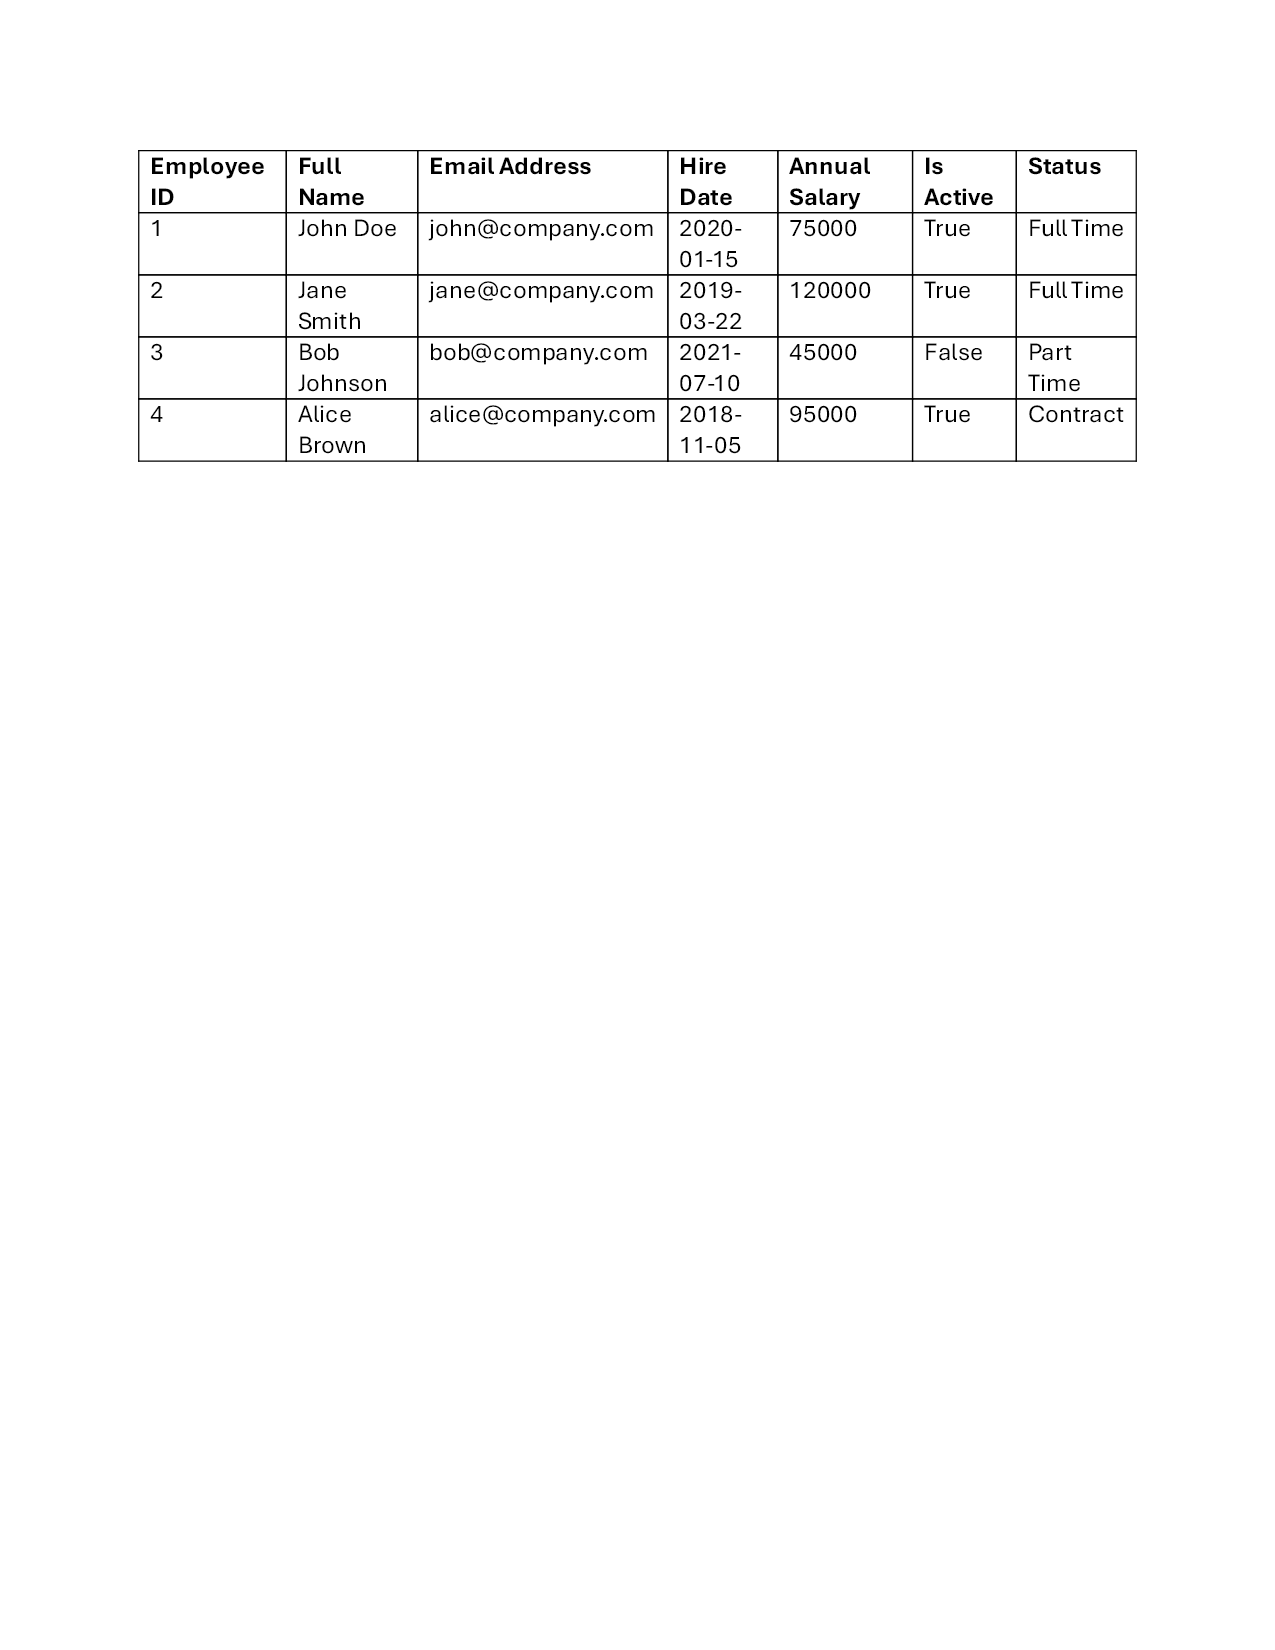 Employee ID | Full Name | Email Address | Hire Date | Annual Salary | Is Active | Status
1 | John Doe | john@company.com | 2020-01-15 | 75000 | True | Full Time
2 | Jane Smith | jane@company.com | 2019-03-22 | 120000 | True | Full Time
3 | Bob Johnson | bob@company.com | 2021-07-10 | 45000 | False | Part Time
4 | Alice Brown | alice@company.com | 2018-11-05 | 95000 | True | Contract